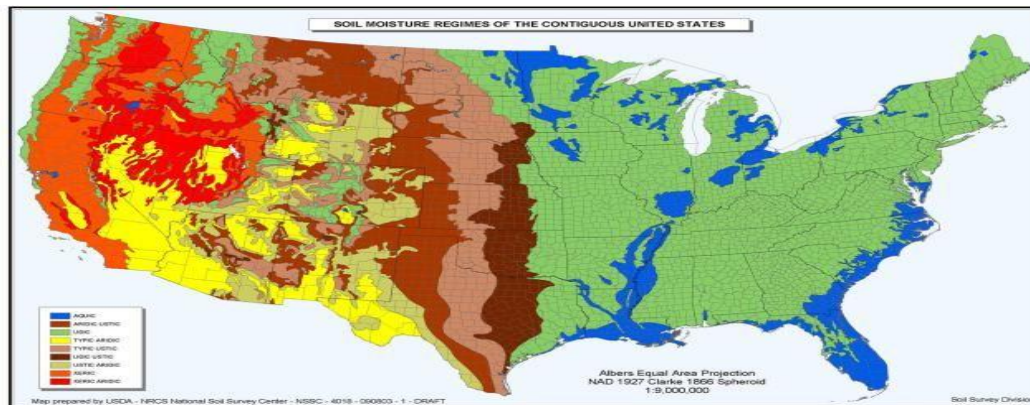 SOIL MOISTURE REGIMES OF THE CONTIGUOUS UNITED STATES
AQUIC
ARIDIC-USTIC
UDIC
TYPIC-ARIDIC
TYPIC-USTIC
UDIC-USTIC
USTIC-ARIDIC
XERIC
XERIC-ARIDIC
Albers Equal Area Projection
NAD 1927 Clarke 1866 Spheroid
1:9,000,000
Map prepared by USDA - NRCS National Soil Survey Center - NSSC - 4018 - 090803 - 1 - DRAFT
Soil Survey Divisio